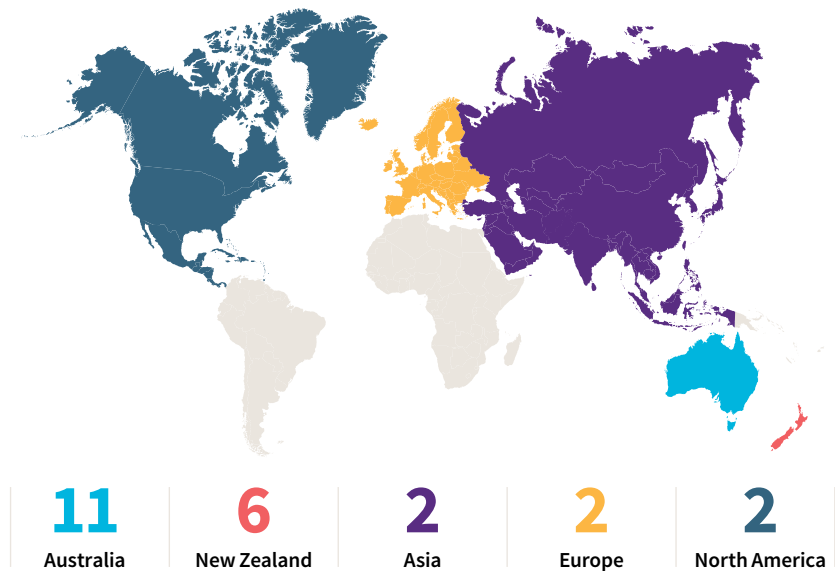 11
Australia
6
New Zealand
2
Asia
2
Europe
2
North America